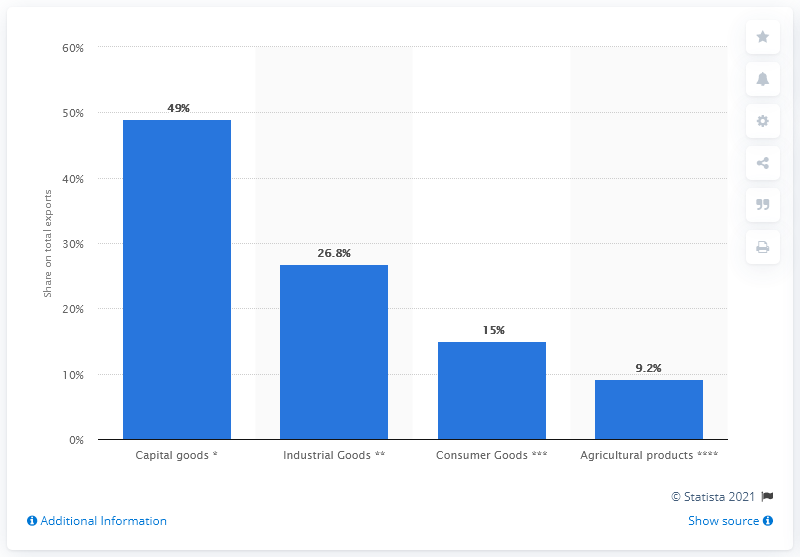 60%
50%
40%
30%
20%
10%
0%
Share on total exports
49%
26.8%
15%
9.2%
Capital goods *
Industrial Goods **
Consumer Goods ***
Agricultural products ****
© Statista 2021
Additional Information
Show source